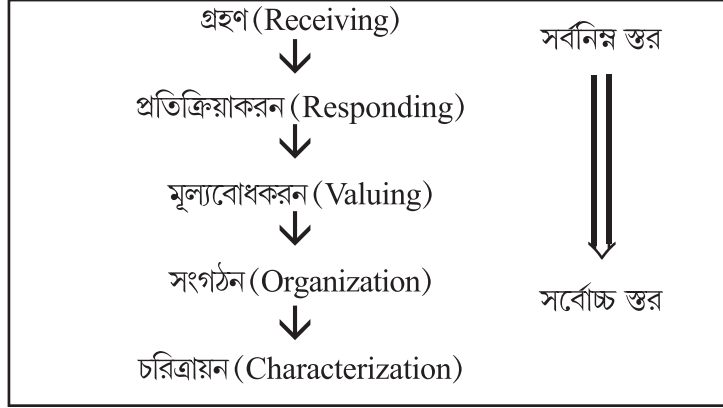 গ্রহণ (Receiving)
সর্বনিম্ন স্তর
প্রতিক্রিয়াকরন (Responding)
মূল্যবোধকরন (Valuing)
সংগঠন (Organization)
সর্বোচ্চ স্তর
চরিত্রায়ন (Characterization)